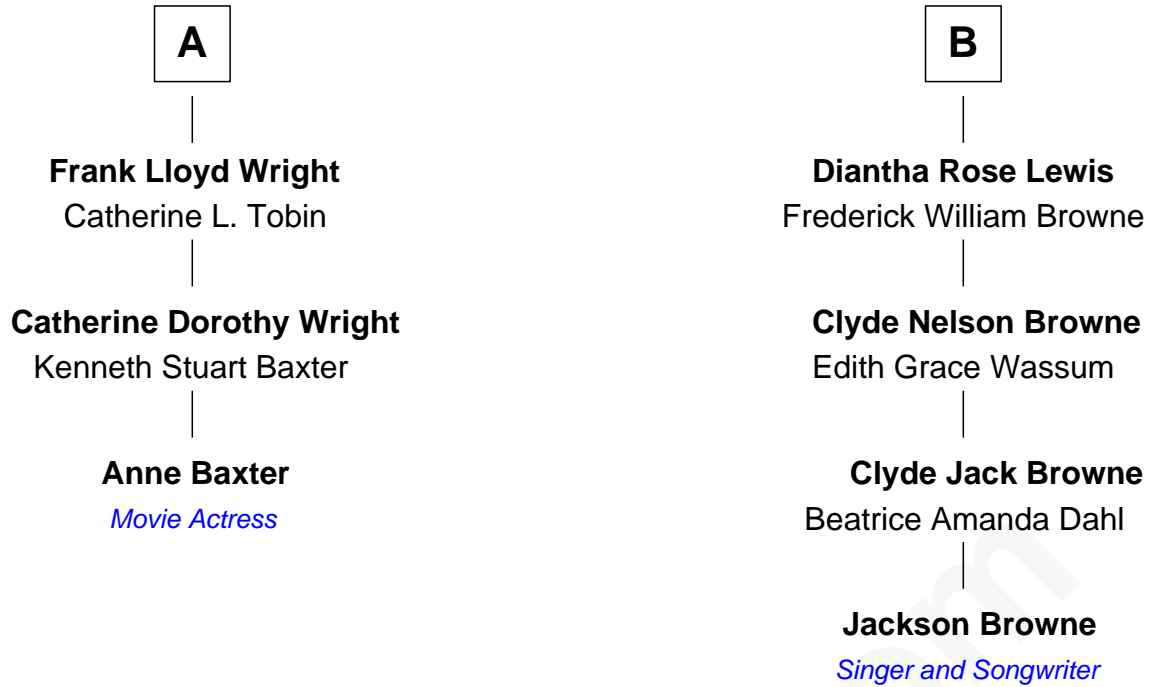 A
Frank Lloyd Wright
Catherine L. Tobin
Catherine Dorothy Wright
Kenneth Stuart Baxter
Anne Baxter
Movie Actress
B
Diantha Rose Lewis
Frederick William Browne
Clyde Nelson Browne
Edith Grace Wassum
Clyde Jack Browne
Beatrice Amanda Dahl
Jackson Browne
Singer and Songwriter
om